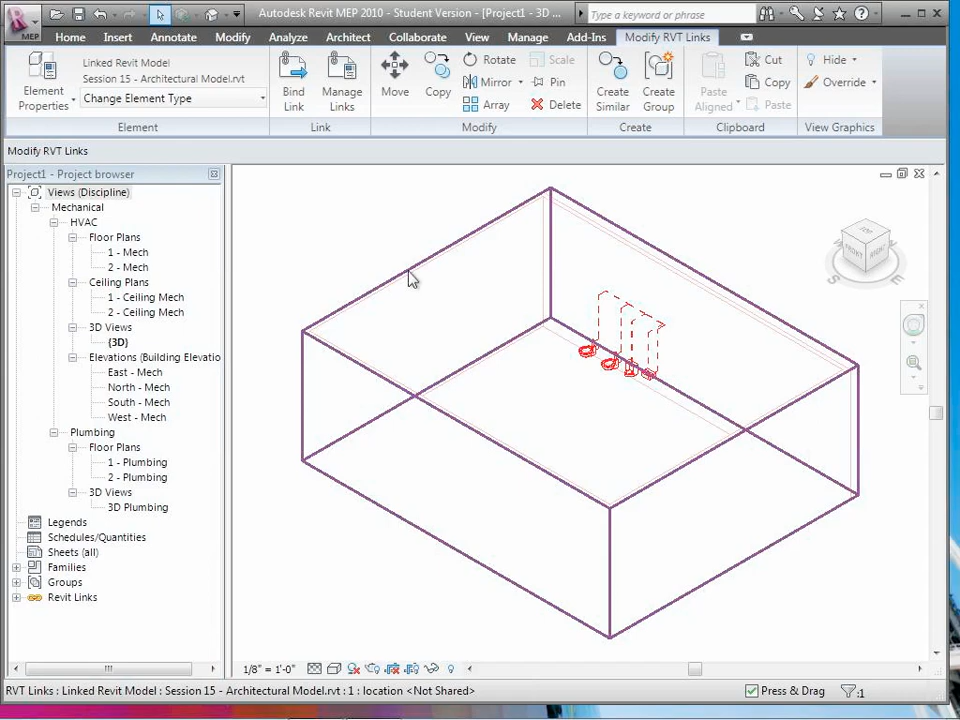 Autodesk Revit MEP 2010 - Student Version - [Project1 - 3D ...
Type a keyword or phrase
MEP
Home Insert Annotate Modify Analyze Architect Collaborate View Manage Add-Ins Modify RVT Links
Element Properties
Linked Revit Model
Session 15 - Architectural Model.rvt
Change Element Type
Bind Link
Manage Links
Move
Copy
Rotate
Mirror
Array
Scale
Pin
Delete
Create Similar
Create Group
Paste Aligned
Cut
Copy
Paste
Hide
Override
Element Link Modify Create Clipboard View Graphics
Modify RVT Links
Project1 - Project browser
Views (Discipline)
Mechanical
HVAC
Floor Plans
1 - Mech
2 - Mech
Ceiling Plans
1 - Ceiling Mech
2 - Ceiling Mech
3D Views
{3D}
Elevations (Building Elevatio
East - Mech
North - Mech
South - Mech
West - Mech
Plumbing
Floor Plans
1 - Plumbing
2 - Plumbing
3D Views
3D Plumbing
Legends
Schedules/Quantities
Sheets (all)
Families
Groups
Revit Links
TOP
FRONT
RIGHT
S
1/8" = 1'-0"
RVT Links : Linked Revit Model : Session 15 - Architectural Model.rvt : 1 : location <Not Shared>
Press & Drag
:1